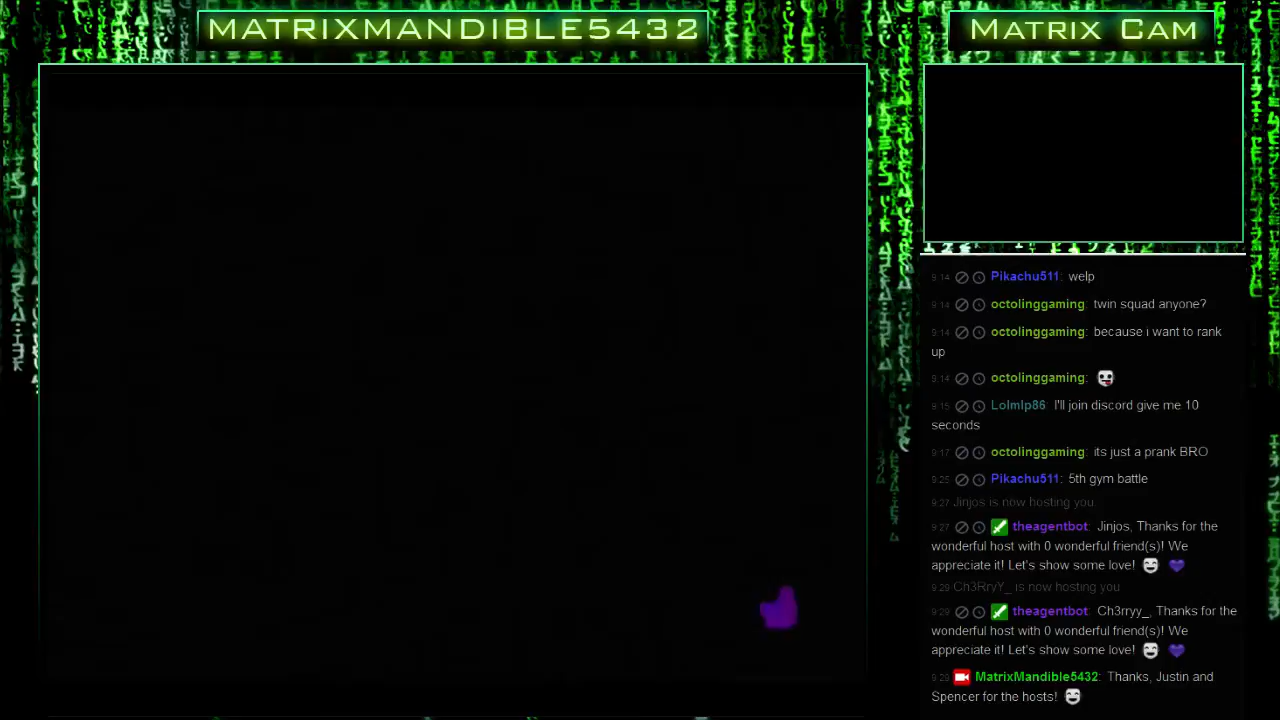 MATRIXMANDIBLE5432
Matrix Cam
9:14 Pikachu511: welp
9:14 octolinggaming: twin squad anyone?
9:14 octolinggaming: because i want to rank
up
9:14 octolinggaming:
9:15 Lolmlp86: I'll join discord give me 10
seconds
9:17 octolinggaming: its just a prank BRO
9:25 Pikachu511: 5th gym battle
9:27 Jinjos is now hosting you.
9:27 theagentbot: Jinjos, Thanks for the
wonderful host with 0 wonderful friend(s)! We
appreciate it! Let's show some love!
9:29 Ch3RryY_ is now hosting you
9:29 theagentbot: Ch3rryy_, Thanks for the
wonderful host with 0 wonderful friend(s)! We
appreciate it! Let's show some love!
9:29 MatrixMandible5432: Thanks, Justin and
Spencer for the hosts!